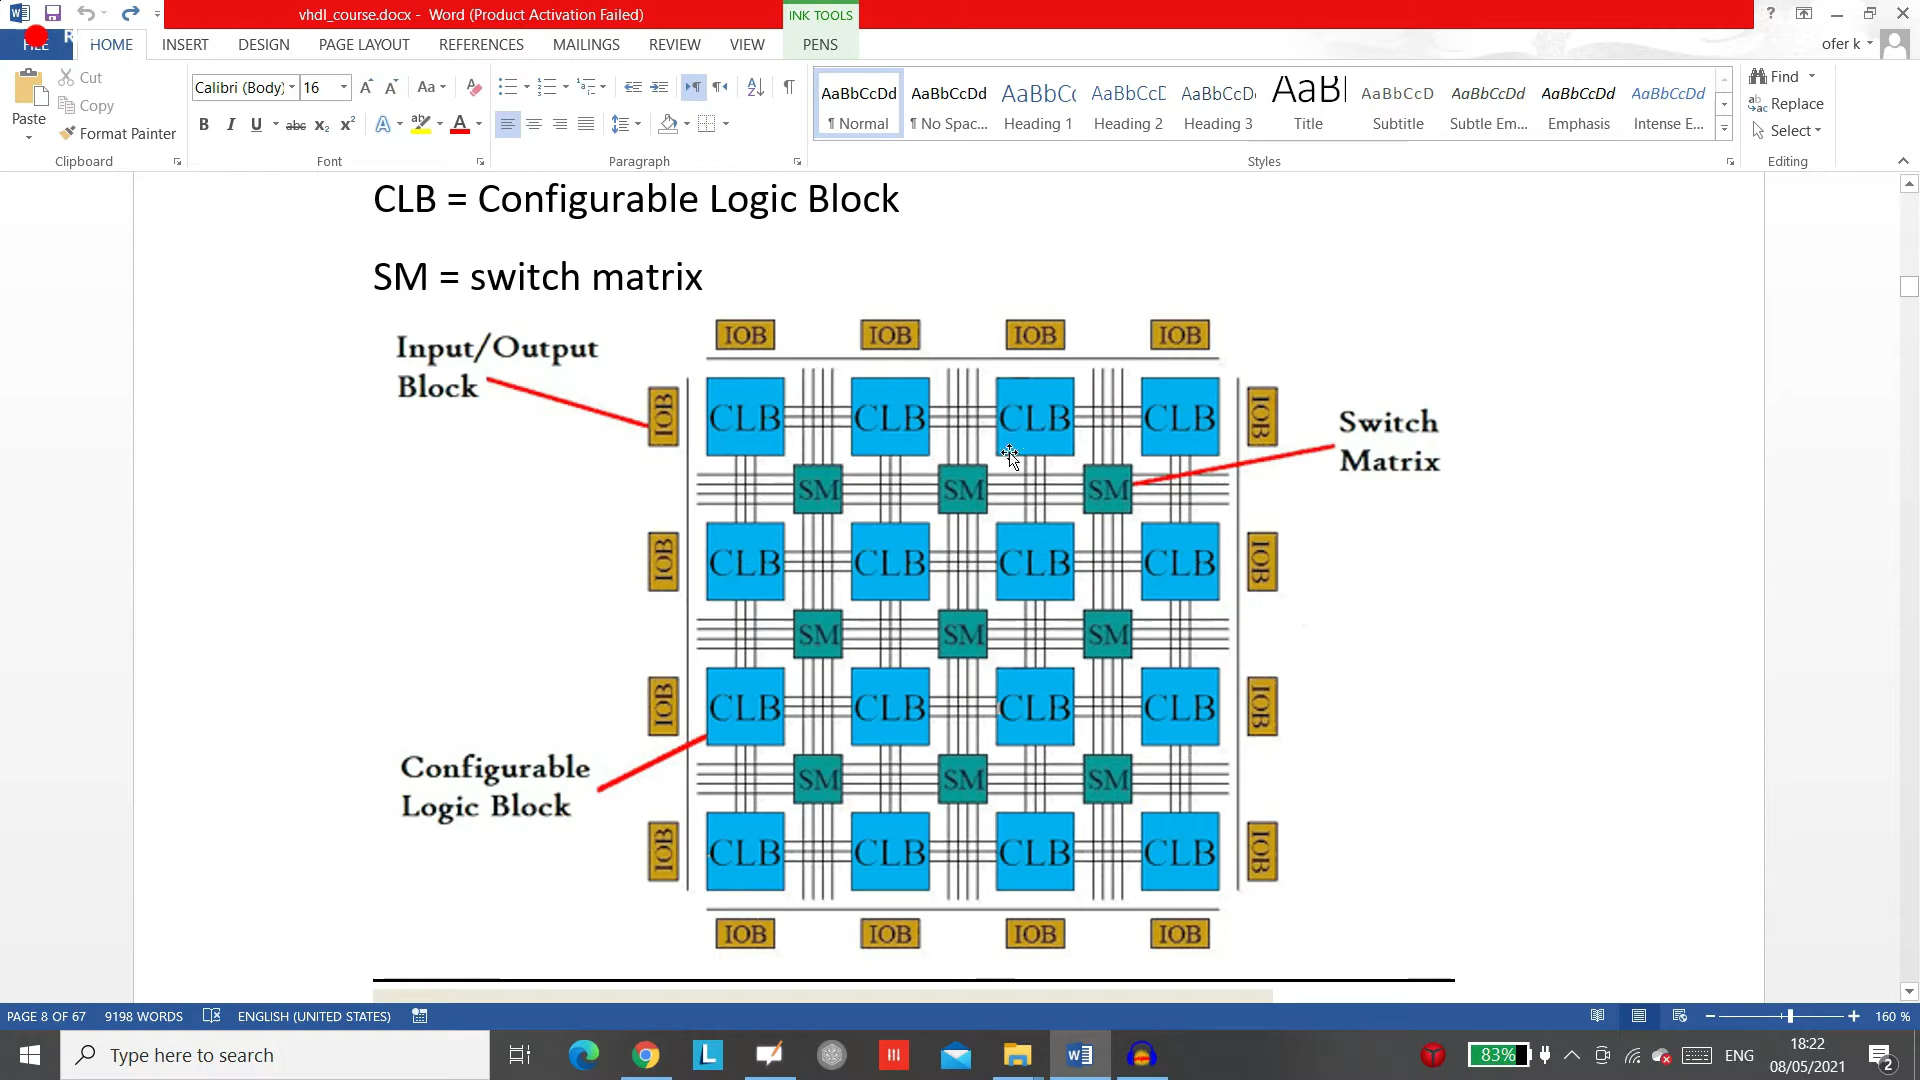 vhdl_course.docx - Word (Product Activation Failed)
INK TOOLS
?
FILE
HOME
INSERT
DESIGN
PAGE LAYOUT
REFERENCES
MAILINGS
REVIEW
VIEW
PENS
ofer k
Paste
Cut
Copy
Format Painter
Clipboard
Calibri (Body)
16
Aa
B I U abc x₂ x² A A
Font
Paragraph
AaBbCcDd
¶ Normal
AaBbCcDd
¶ No Spac...
AaBbCc
Heading 1
AaBbCcD
Heading 2
AaBbCcD
Heading 3
AaB
Title
AaBbCcD
Subtitle
AaBbCcDd
Subtle Em...
AaBbCcDd
Emphasis
AaBbCcDd
Intense E...
Styles
Find
Replace
Select
Editing
CLB = Configurable Logic Block
SM = switch matrix
Input/Output
Block
IOB IOB IOB IOB
IOB CLB CLB CLB CLB IOB
Switch
Matrix
SM SM SM
IOB CLB CLB CLB CLB IOB
SM SM SM
IOB CLB CLB CLB CLB IOB
Configurable
Logic Block
SM SM SM
IOB CLB CLB CLB CLB IOB
IOB IOB IOB IOB
PAGE 8 OF 67
9198 WORDS
ENGLISH (UNITED STATES)
160 %
Type here to search
L
83%
ENG
18:22
08/05/2021
2